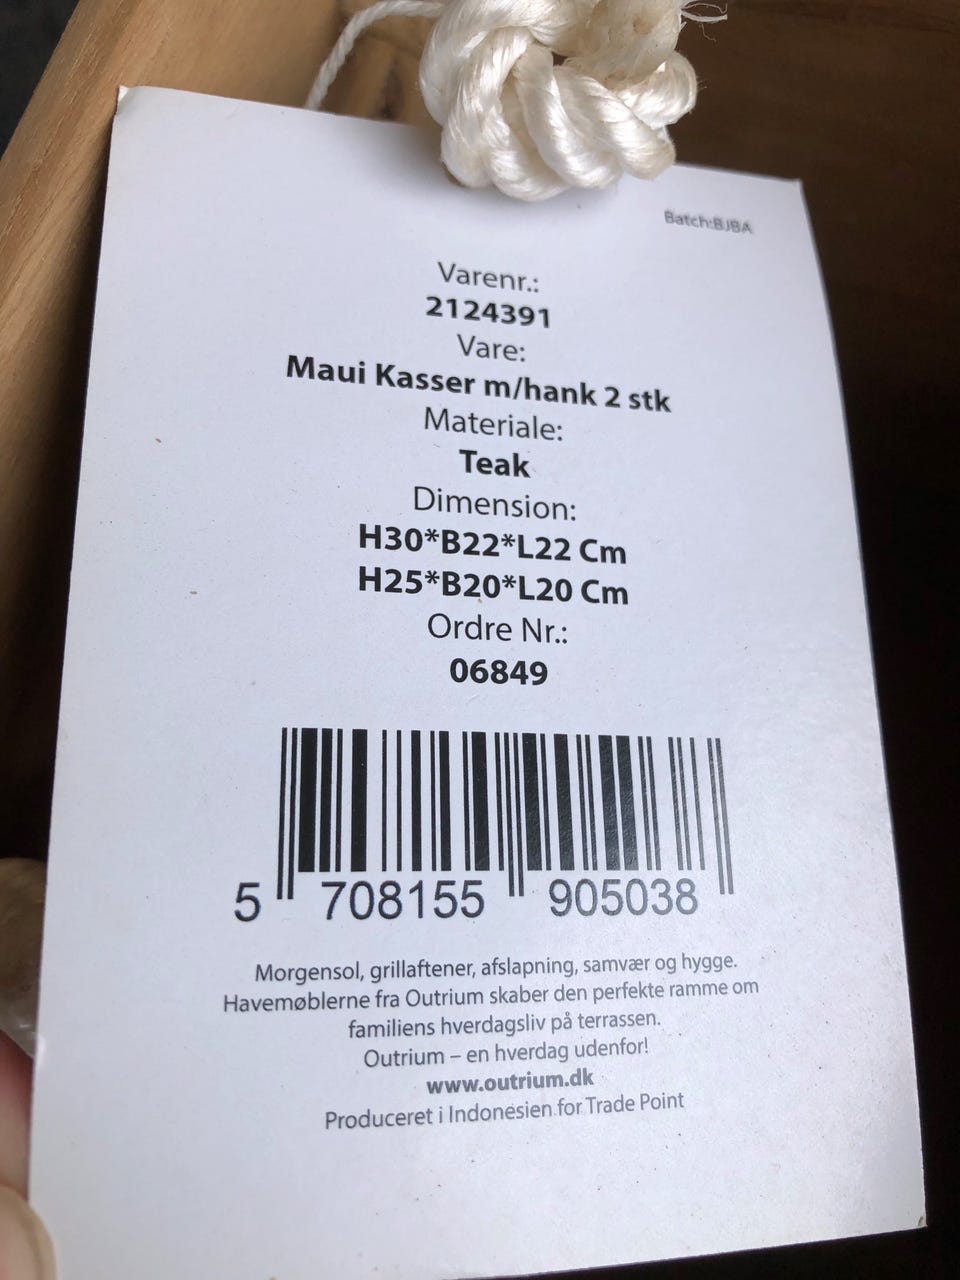 Batch:BJBA
Varenr.:
2124391
Vare:
Maui Kasser m/hank 2 stk
Materiale:
Teak
Dimension:
H30*B22*L22 Cm
H25*B20*L20 Cm
Ordre Nr.:
06849
5 708155 905038
Morgensol, grillaftener, afslapning, samvær og hygge.
Havemøblerne fra Outrium skaber den perfekte ramme om
familiens hverdagsliv på terrassen.
Outrium – en hverdag udenfor!
www.outrium.dk
Produceret i Indonesien for Trade Point